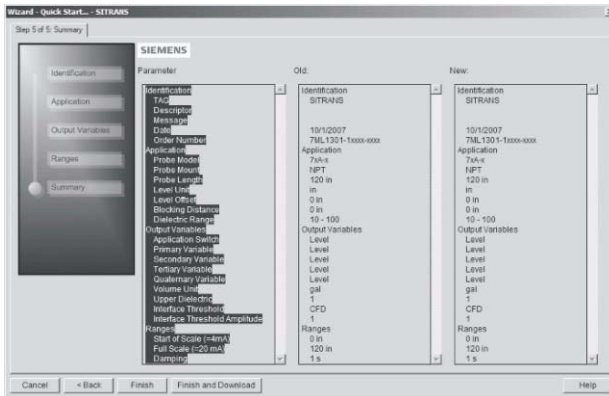 Wizard - Quick Start... - SITRANS
Step 5 of 5: Summary
SIEMENS
Identification
Application
Output Variables
Ranges
Summary
Parameter
Identification
TAG
Descriptor
Message
Date
Order Number
Application
Probe Model
Probe Mount
Probe Length
Level Unit
Level Offset
Blocking Distance
Dielectric Range
Output Variables
Application Switch
Primary Variable
Secondary Variable
Tertiary Variable
Quaternary Variable
Volume Unit
Upper Dielectric
Interface Threshold
Interface Threshold Amplitude
Ranges
Start of Scale (=4mA)
Full Scale (=20 mA)
Damping
Old:
Identification
SITRANS
10/1/2007
7ML1301-1xxxx-xxxx
Application
7xA-x
NPT
120 in
in
0 in
0 in
10 - 100
Output Variables
Level
Level
Level
Level
Level
gal
1
CFD
1
Ranges
0 in
120 in
1 s
New:
Identification
SITRANS
10/1/2007
7ML1301-1xxxx-xxxx
Application
7xA-x
NPT
120 in
in
0 in
0 in
10 - 100
Output Variables
Level
Level
Level
Level
Level
gal
1
CFD
1
Ranges
0 in
120 in
1 s
Cancel
< Back
Finish
Finish and Download
Help